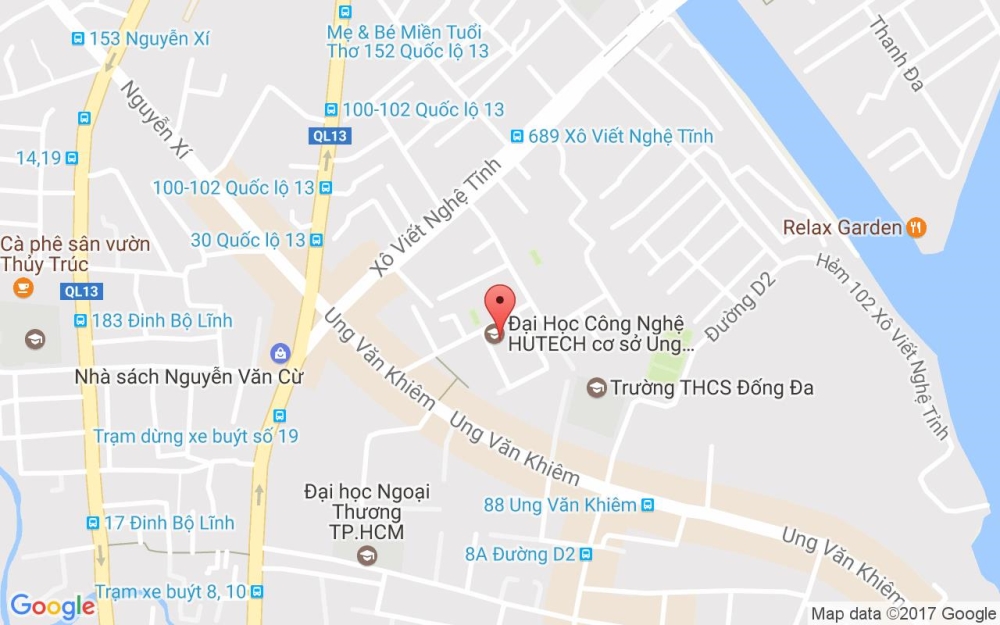 153 Nguyễn Xí
Mẹ & Bé Miền Tuổi
Thơ 152 Quốc lộ 13
Thanh Đa
Nguyễn Xí
100-102 Quốc lộ 13
QL13
689 Xô Viết Nghệ Tĩnh
14,19
100-102 Quốc lộ 13
Xô Viết Nghệ Tĩnh
Relax Garden
Cà phê sân vườn
Thủy Trúc
30 Quốc lộ 13
QL13
Hẻm 102 Xô Viết Nghệ Tỉnh
Đường D2
183 Đinh Bộ Lĩnh
Ung Văn Khiêm
Đại Học Công Nghệ
HUTECH cơ sở Ung...
Nhà sách Nguyễn Văn Cừ
Trường THCS Đống Đa
Trạm dừng xe buýt số 19
Ung Văn Khiêm
Đại học Ngoại
Thương
TP.HCM
88 Ung Văn Khiêm
17 Đinh Bộ Lĩnh
8A Đường D2
Ung Văn Khiêm
Trạm xe buýt 8, 10
Google
Map data ©2017 Google